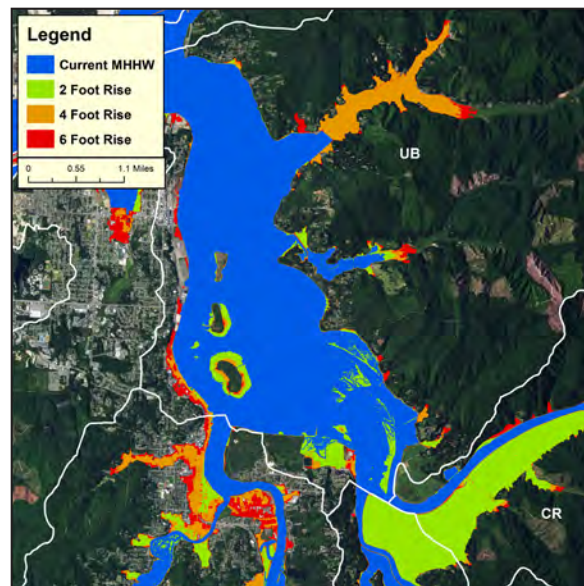 Legend
Current MHHW
2 Foot Rise
4 Foot Rise
6 Foot Rise
0 0.55 1.1 Miles
UB
CR